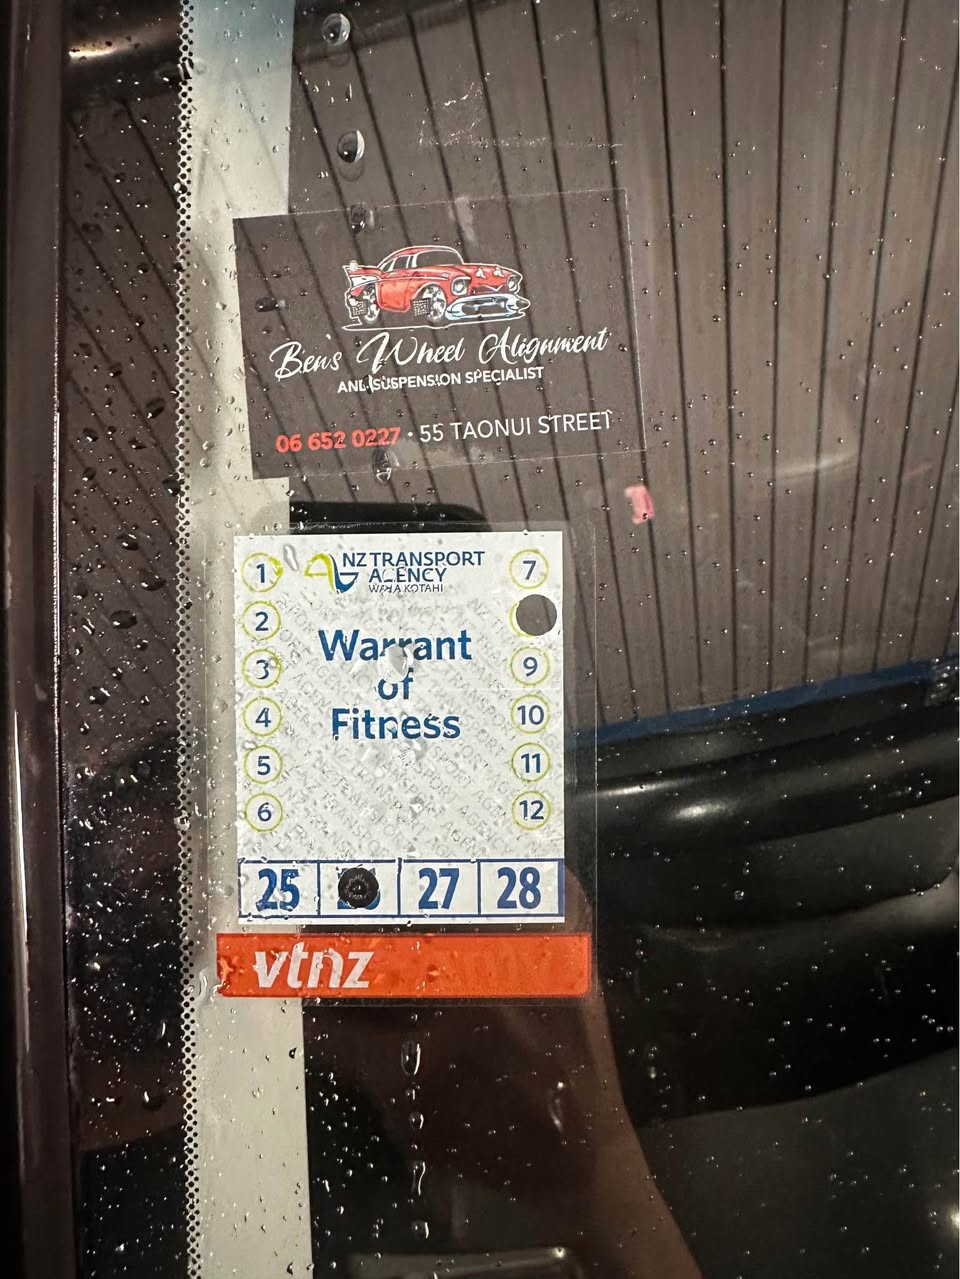 Ben's Wheel Alignment
AND SUSPENSION SPECIALIST
06 652 0227 • 55 TAONUI STREET
NZ TRANSPORT
AGENCY
WAKA KOTAHI
Warrant
of
Fitness
1
2
3
4
5
6
7
9
10
11
12
25 27 28
vtnz